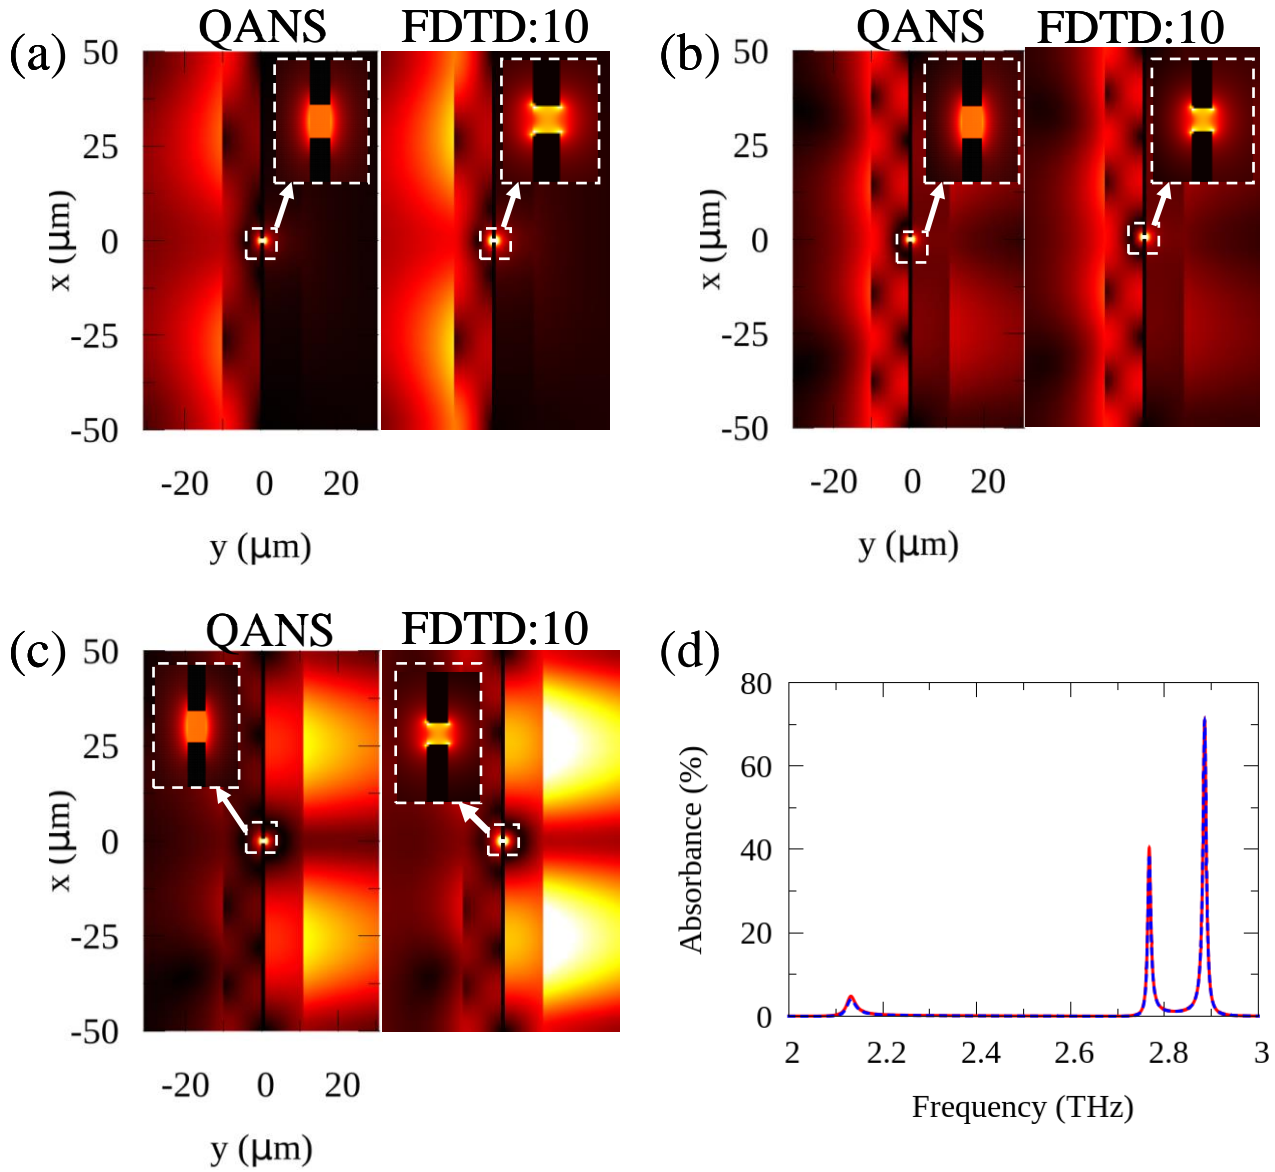 (a) QANS FDTD:10
50
25
0
-25
-50
x (μm)
-20 0 20
y (μm)
(b) QANS FDTD:10
50
25
0
-25
-50
x (μm)
-20 0 20
y (μm)
(c) QANS FDTD:10
50
25
0
-25
-50
x (μm)
-20 0 20
y (μm)
(d)
80
60
40
20
0
Absorbance (%)
2 2.2 2.4 2.6 2.8 3
Frequency (THz)